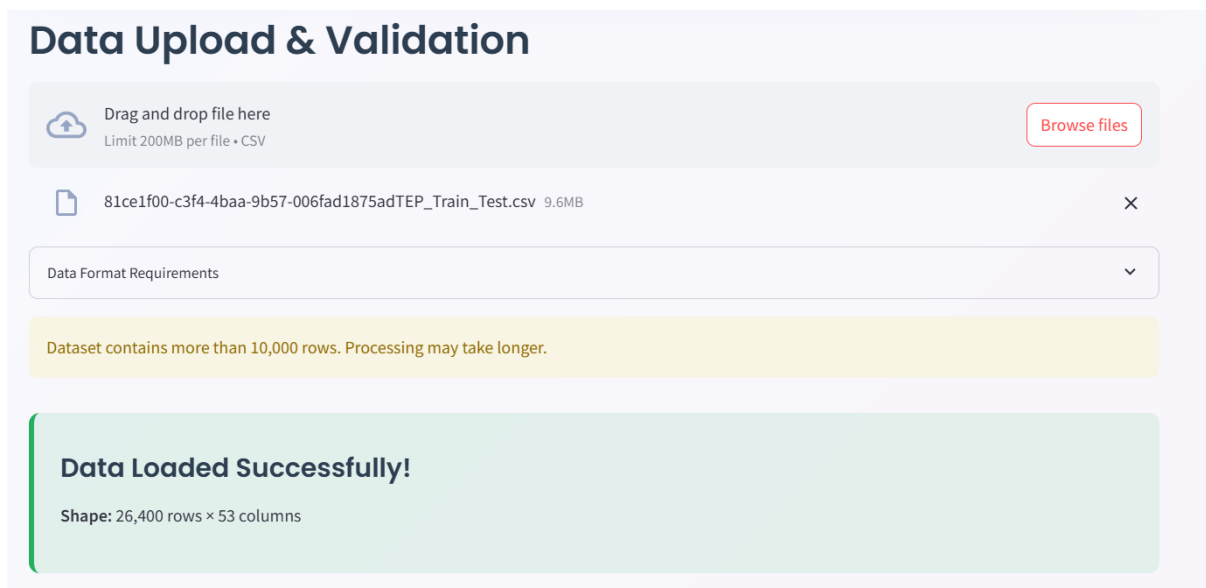 Data Upload & Validation
Drag and drop file here
Browse files
Limit 200MB per file • CSV
81ce1f00-c3f4-4baa-9b57-006fad1875adTEP_Train_Test.csv 9.6MB
Data Format Requirements
Dataset contains more than 10,000 rows. Processing may take longer.
Data Loaded Successfully!
Shape: 26,400 rows × 53 columns